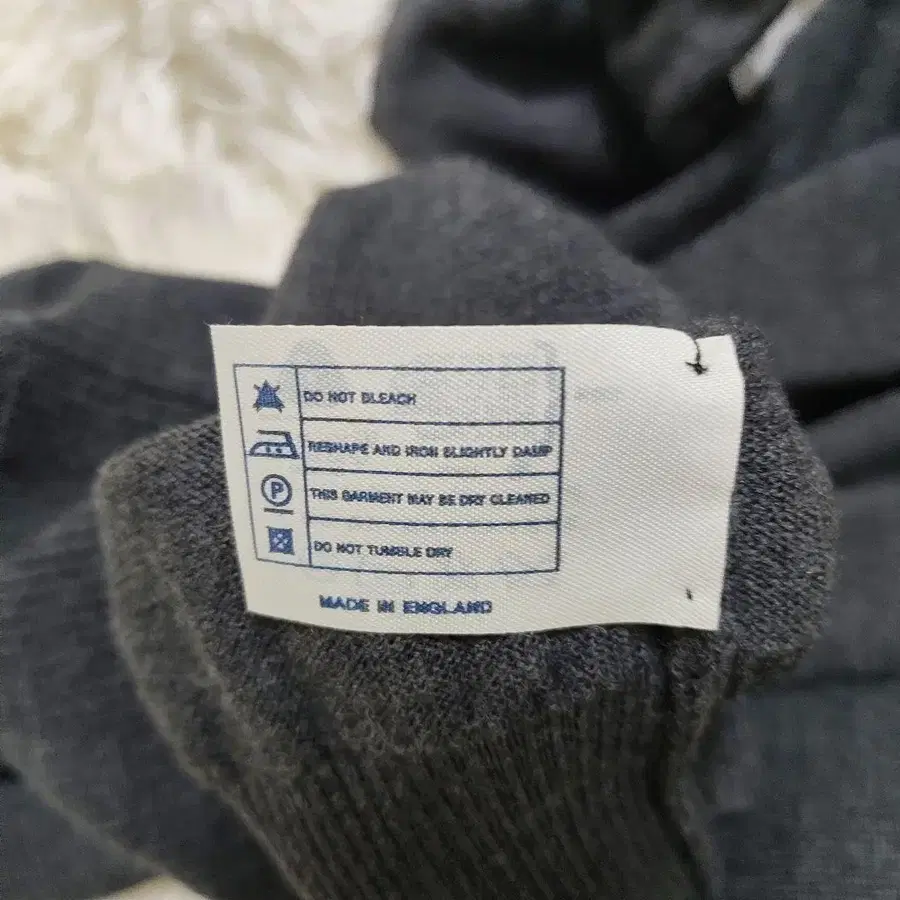 DO NOT BLEACH
RESHAPE AND IRON SLIGHTLY DAMP
P
THIS GARMENT MAY BE DRY CLEANED
DO NOT TUMBLE DRY
MADE IN ENGLAND